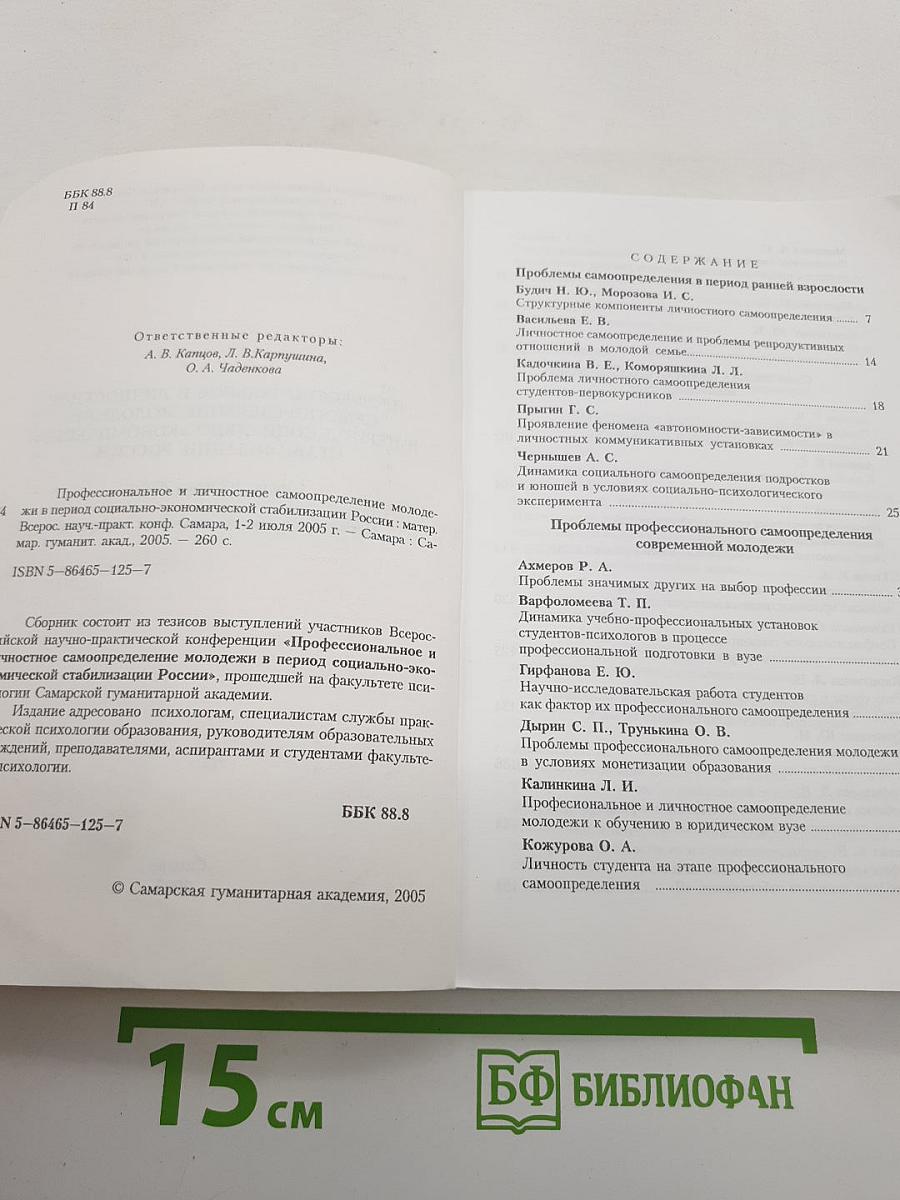 ББК 88.8
П 84
Ответственные редакторы:
А. В. Капцов, Л. В.Карпушина,
О. А. Чаденкова
Профессиональное и личностное самоопределение молоде-
4 жи в период социально-экономической стабилизации России : матер.
Всерос. науч.-практ. конф. Самара, 1-2 июля 2005 г. — Самара : Са-
мар. гуманит. акад., 2005. — 260 с.
ISBN 5—86465—125—7
Сборник состоит из тезисов выступлений участников Всерос-
ийской научно-практической конференции «Профессиональное и
чностное самоопределение молодежи в период социально-эко-
мической стабилизации России», прошедшей на факультете пси-
логии Самарской гуманитарной академии.
Издание адресовано психологам, специалистам службы прак-
еской психологии образования, руководителям образовательных
ждений, преподавателями, аспирантами и студентами факульте-
психологии.
N 5—86465—125—7
ББК 88.8
© Самарская гуманитарная академия, 2005
СОДЕРЖАНИЕ
Проблемы самоопределения в период ранней взрослости
Будич Н. Ю., Морозова И. С.
Структурные компоненты личностного самоопределения ........ 7
Васильева Е. В.
Личностное самоопределение и проблемы репродуктивных
отношений в молодой семье........ 14
Кадочкина В. Е., Коморяшкина Л. Л.
Проблема личностного самоопределения
студентов-первокурсников ........ 18
Прыгин Г. С.
Проявление феномена «автономности-зависимости» в
личностных коммуникативных установках ........ 21
Чернышев А. С.
Динамика социального самоопределения подростков
и юношей в условиях социально-психологического
эксперимента ........ 25
Проблемы профессионального самоопределения
современной молодежи
Ахмеров Р. А.
Проблемы значимых других на выбор профессии ........
Варфоломеева Т. П.
Динамика учебно-профессиональных установок
студентов-психологов в процессе
профессиональной подготовки в вузе ........
Гирфанова Е. Ю.
Научно-исследовательская работа студентов
как фактор их профессионального самоопределения ........
Дырин С. П., Трунькина О. В.
Проблемы профессионального самоопределения молодежи
в условиях монетизации образования ........
Калинкина Л. И.
Професиональное и личностное самоопределение
молодежи к обучению в юридическом вузе ........
Кожурова О. А.
Личность студента на этапе профессионального
самоопределения ........
15 см
БФ БИБЛИОФАН